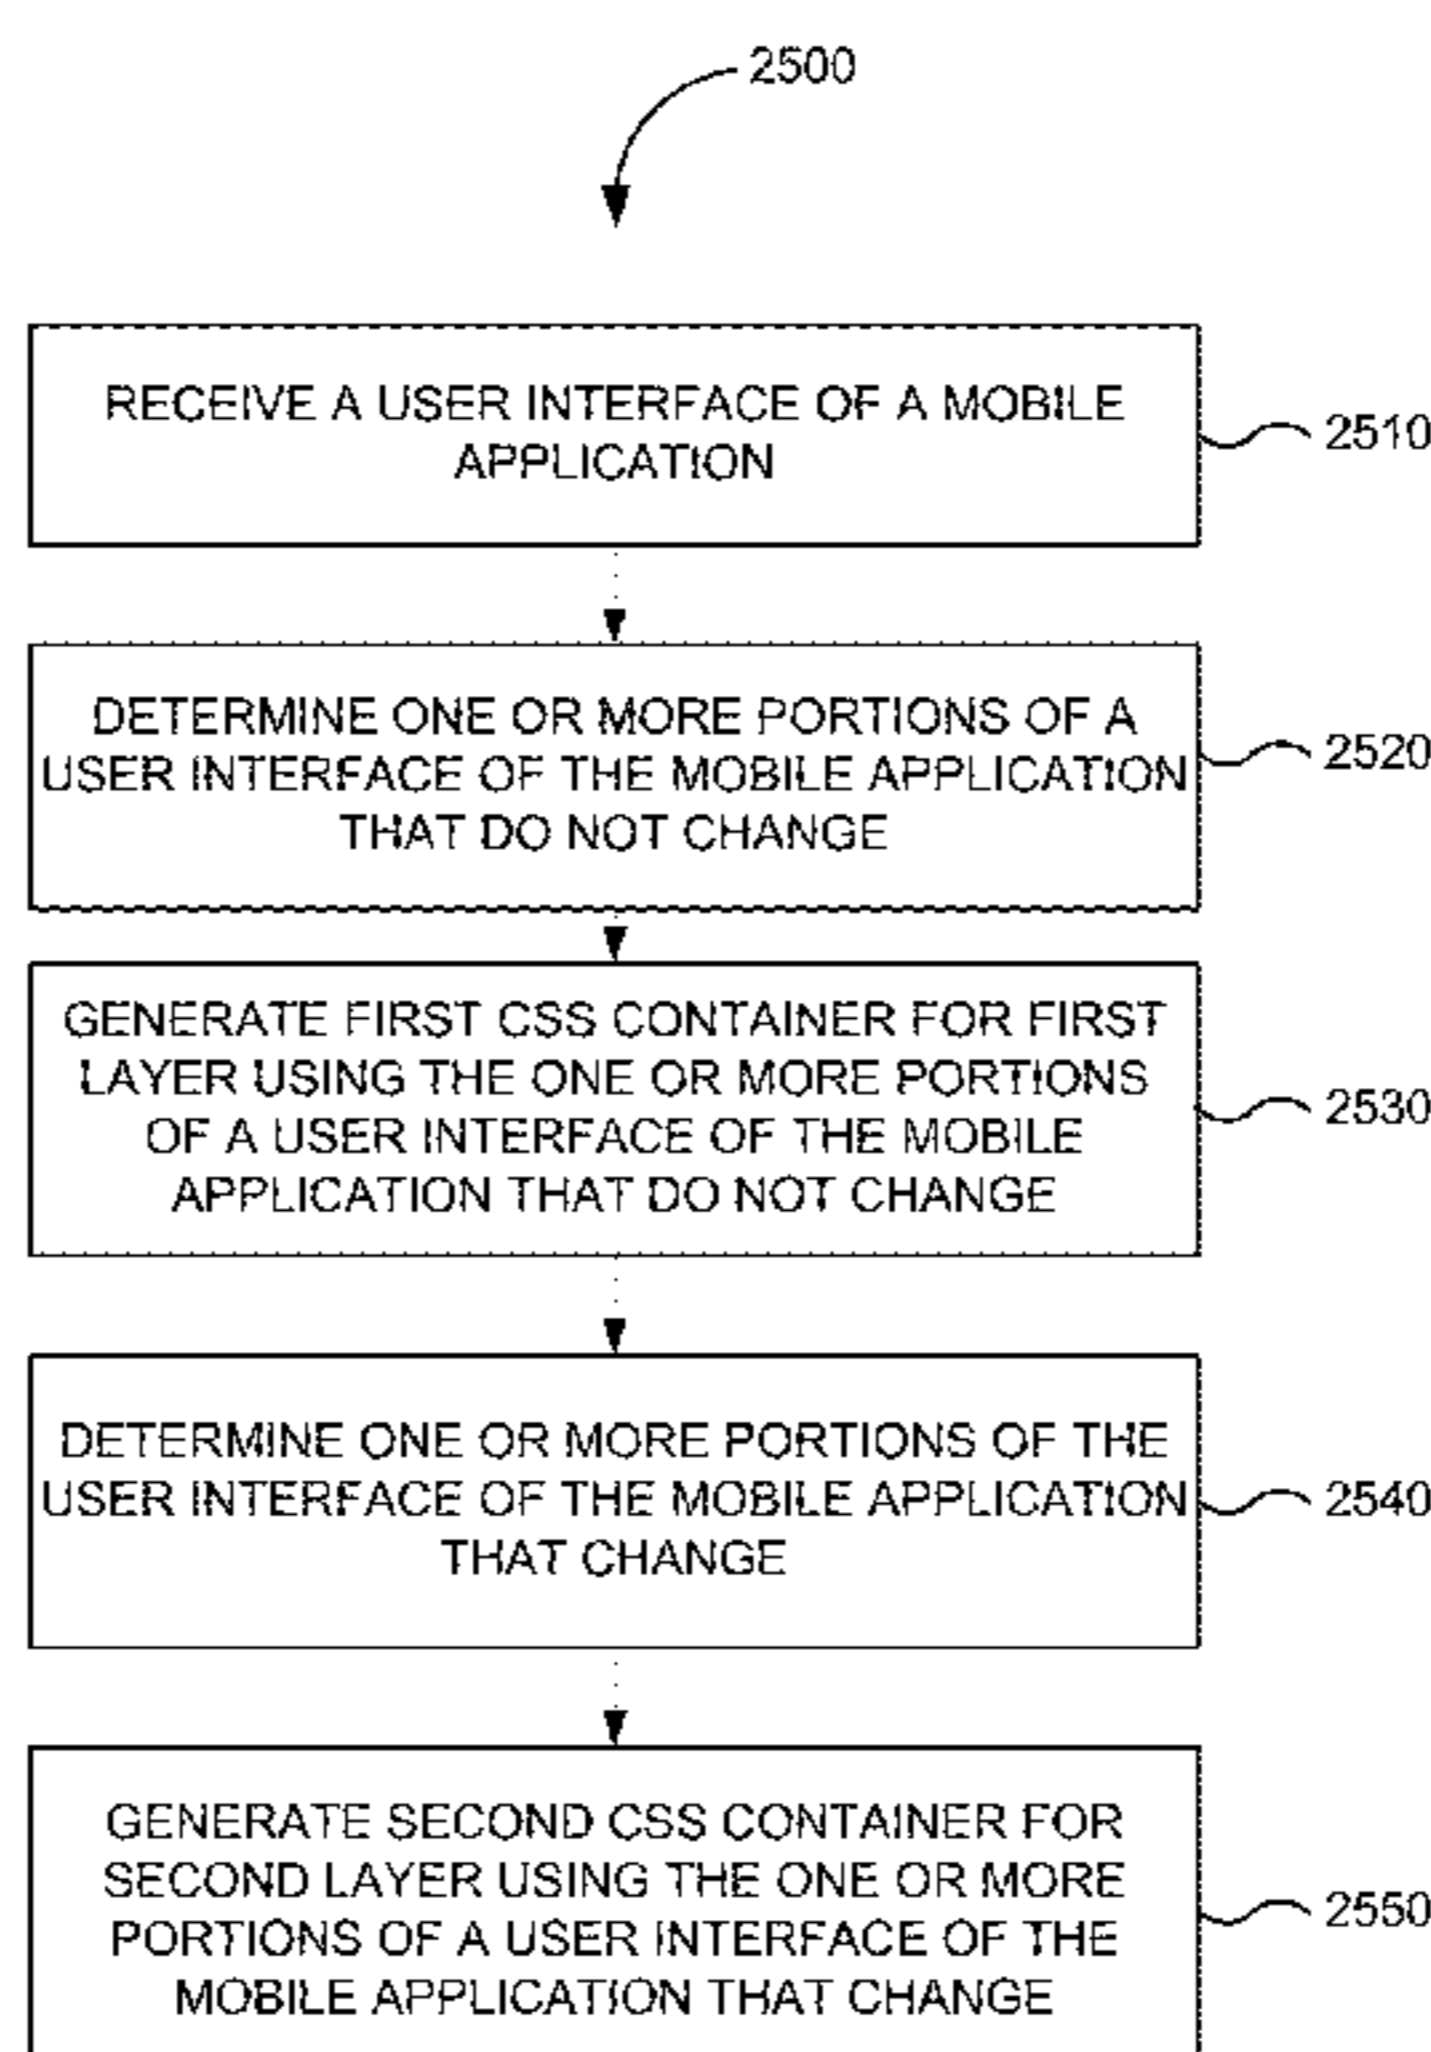 2500
RECEIVE A USER INTERFACE OF A MOBILE
APPLICATION
2510
DETERMINE ONE OR MORE PORTIONS OF A
USER INTERFACE OF THE MOBILE APPLICATION
THAT DO NOT CHANGE
2520
GENERATE FIRST CSS CONTAINER FOR FIRST
LAYER USING THE ONE OR MORE PORTIONS
OF A USER INTERFACE OF THE MOBILE
APPLICATION THAT DO NOT CHANGE
2530
DETERMINE ONE OR MORE PORTIONS OF THE
USER INTERFACE OF THE MOBILE APPLICATION
THAT CHANGE
2540
GENERATE SECOND CSS CONTAINER FOR
SECOND LAYER USING THE ONE OR MORE
PORTIONS OF A USER INTERFACE OF THE
MOBILE APPLICATION THAT CHANGE
2550